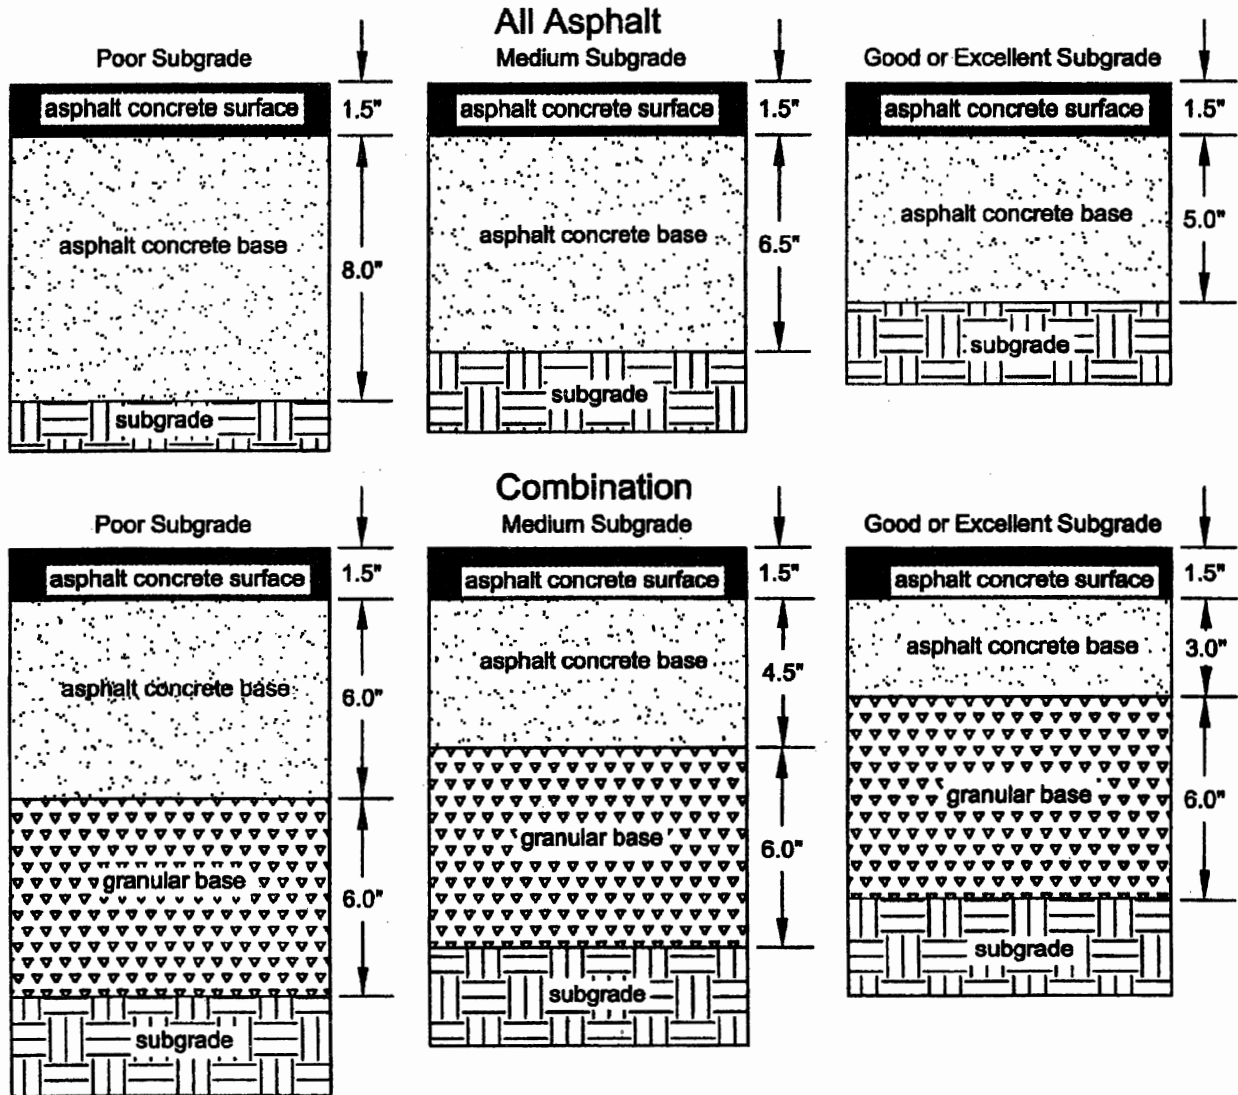 All Asphalt
Poor Subgrade
asphalt concrete surface
1.5"
asphalt concrete base
8.0"
subgrade
Medium Subgrade
asphalt concrete surface
1.5"
asphalt concrete base
6.5"
subgrade
Good or Excellent Subgrade
asphalt concrete surface
1.5"
asphalt concrete base
5.0"
subgrade
Combination
Poor Subgrade
asphalt concrete surface
1.5"
asphalt concrete base
6.0"
granular base
6.0"
subgrade
Medium Subgrade
asphalt concrete surface
1.5"
asphalt concrete base
4.5"
granular base
6.0"
subgrade
Good or Excellent Subgrade
asphalt concrete surface
1.5"
asphalt concrete base
3.0"
granular base
6.0"
subgrade